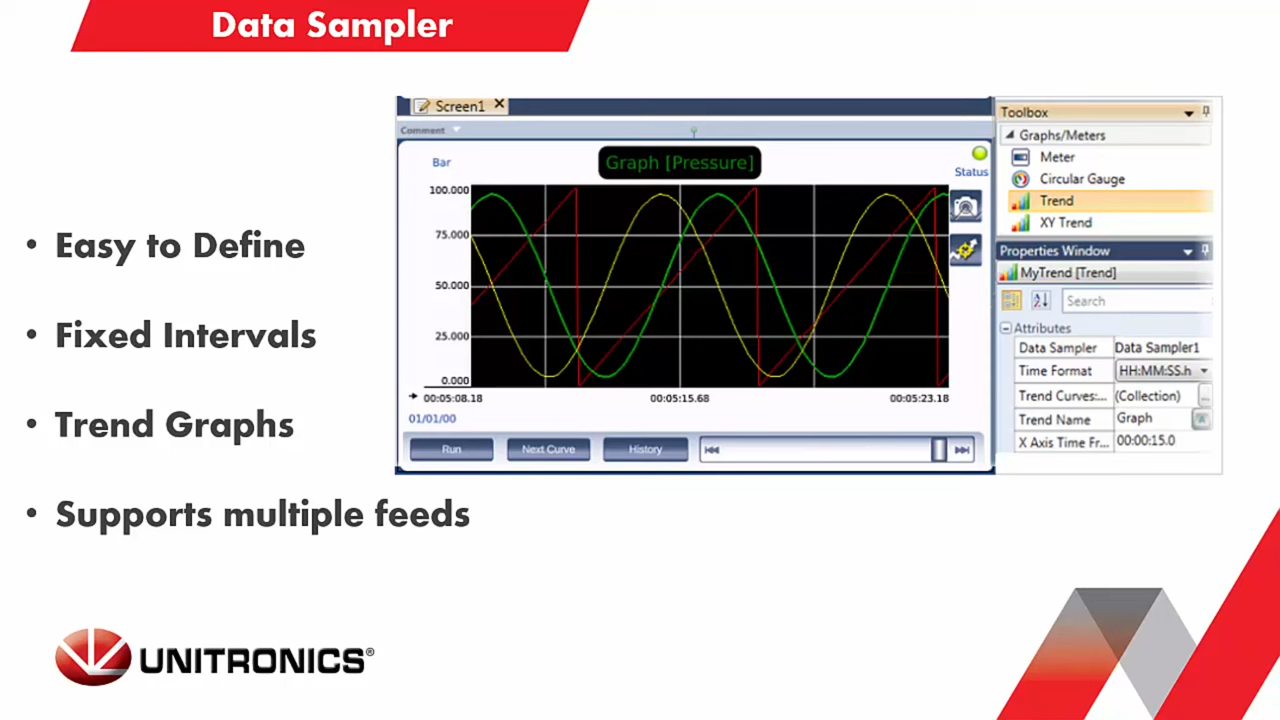 Data Sampler
• Easy to Define
• Fixed Intervals
• Trend Graphs
• Supports multiple feeds
Screen1
Comment
Bar
Graph [Pressure]
Status
100.000
75.000
50.000
25.000
0.000
00:05:08.18 00:05:15.68 00:05:23.18
01/01/00
Run Next Curve History
Toolbox
Graphs/Meters
Meter
Circular Gauge
Trend
XY Trend
Properties Window
MyTrend [Trend]
Search
Attributes
Data Sampler Data Sampler1
Time Format HH:MM:SS.h
Trend Curves:... (Collection) ...
Trend Name Graph
X Axis Time Fr... 00:00:15.0
UNITRONICS®